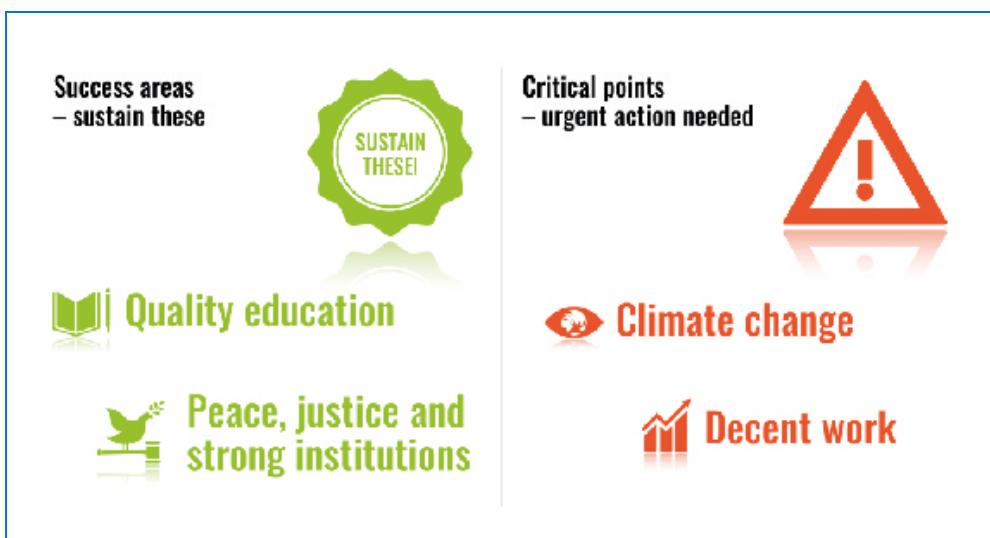 Success areas
– sustain these
SUSTAIN
THESE!
Quality education
Peace, justice and
strong institutions
Critical points
– urgent action needed
!
Climate change
Decent work